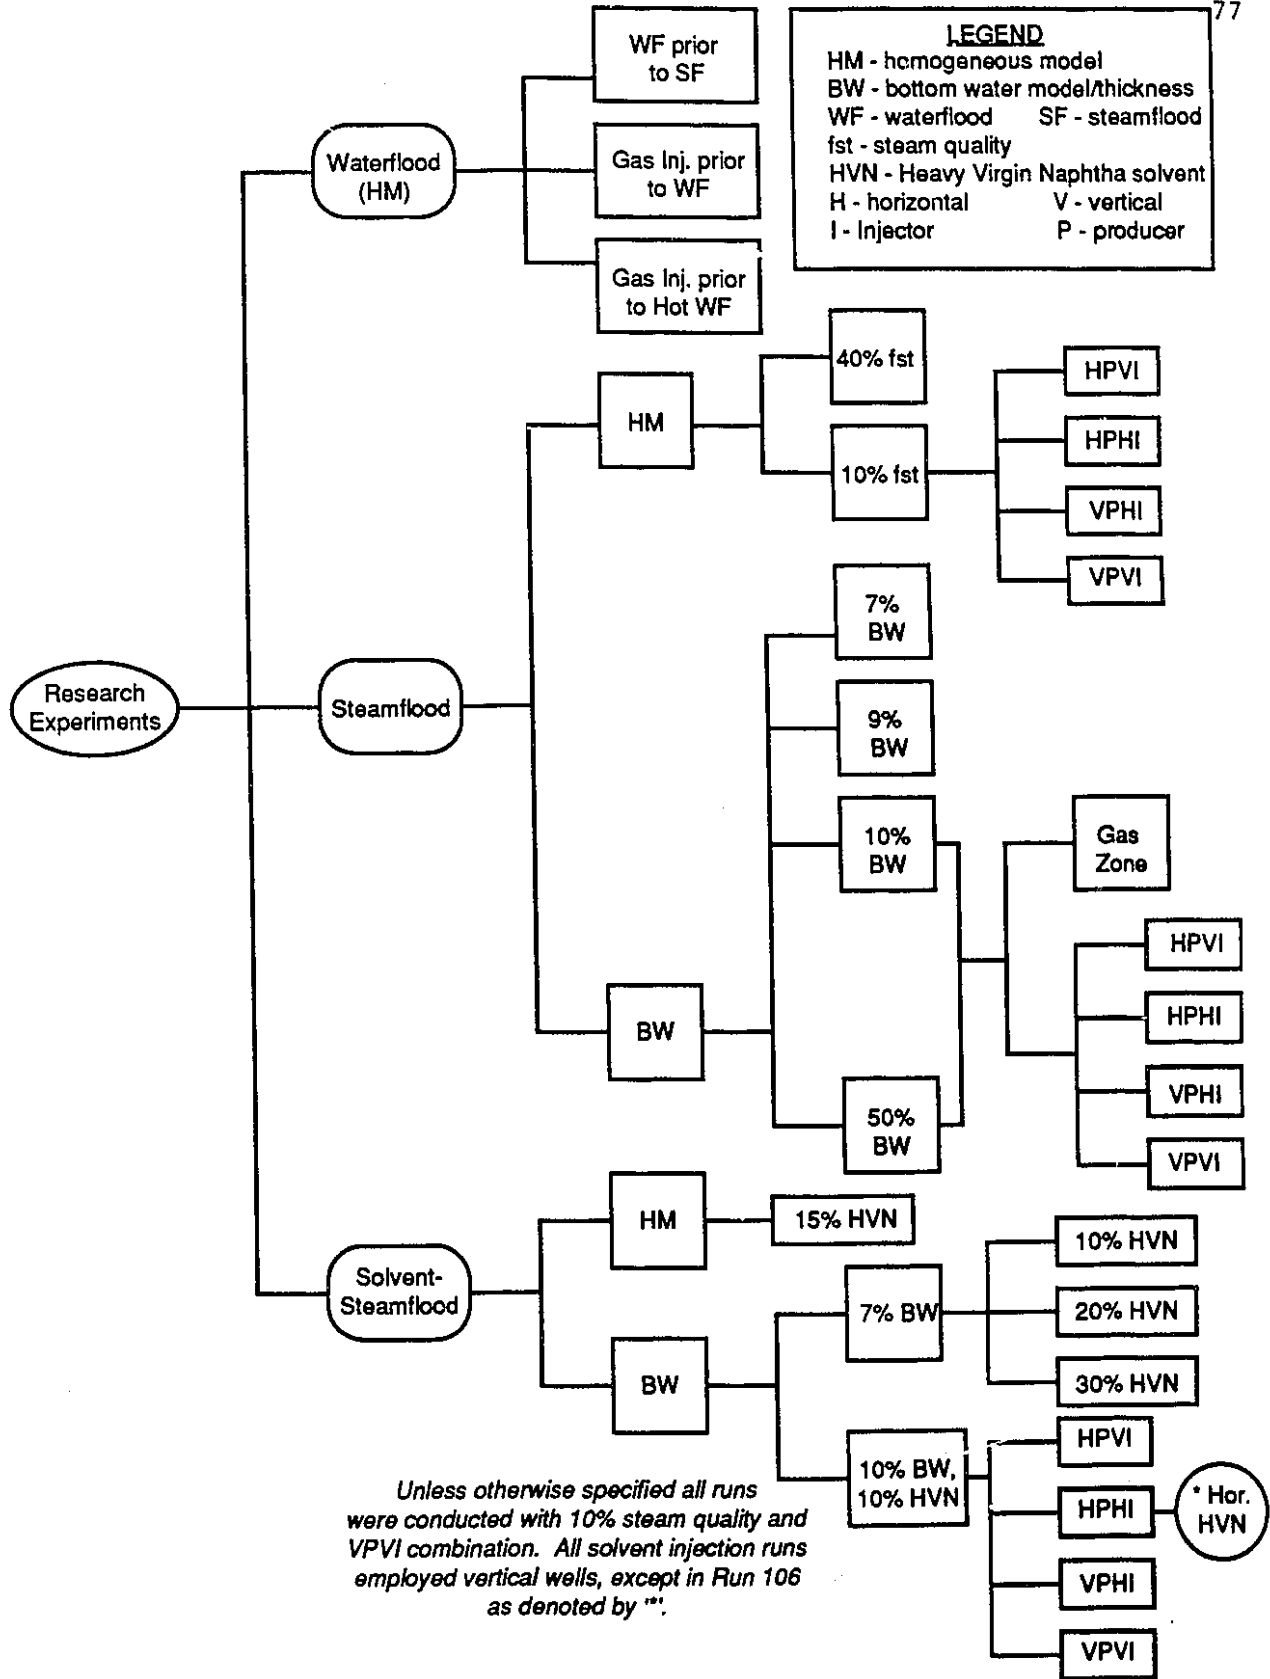 77
LEGEND
HM - homogeneous model
BW - bottom water model/thickness
WF - waterflood SF - steamflood
fst - steam quality
HVN - Heavy Virgin Naphtha solvent
H - horizontal V - vertical
I - Injector P - producer
WF prior
to SF
Waterflood
(HM)
Gas Inj. prior
to WF
Gas Inj. prior
to Hot WF
40% fst
HM
10% fst
HPVI
HPHI
VPHI
VPVI
7%
BW
Research
Experiments
Steamflood
9%
BW
10%
BW
Gas
Zone
BW
50%
BW
HPVI
HPHI
VPHI
VPVI
HM
15% HVN
Solvent-
Steamflood
7% BW
10% HVN
20% HVN
30% HVN
BW
10% BW,
10% HVN
HPVI
HPHI
* Hor.
HVN
VPHI
VPVI
Unless otherwise specified all runs
were conducted with 10% steam quality and
VPVI combination. All solvent injection runs
employed vertical wells, except in Run 106
as denoted by '*'.